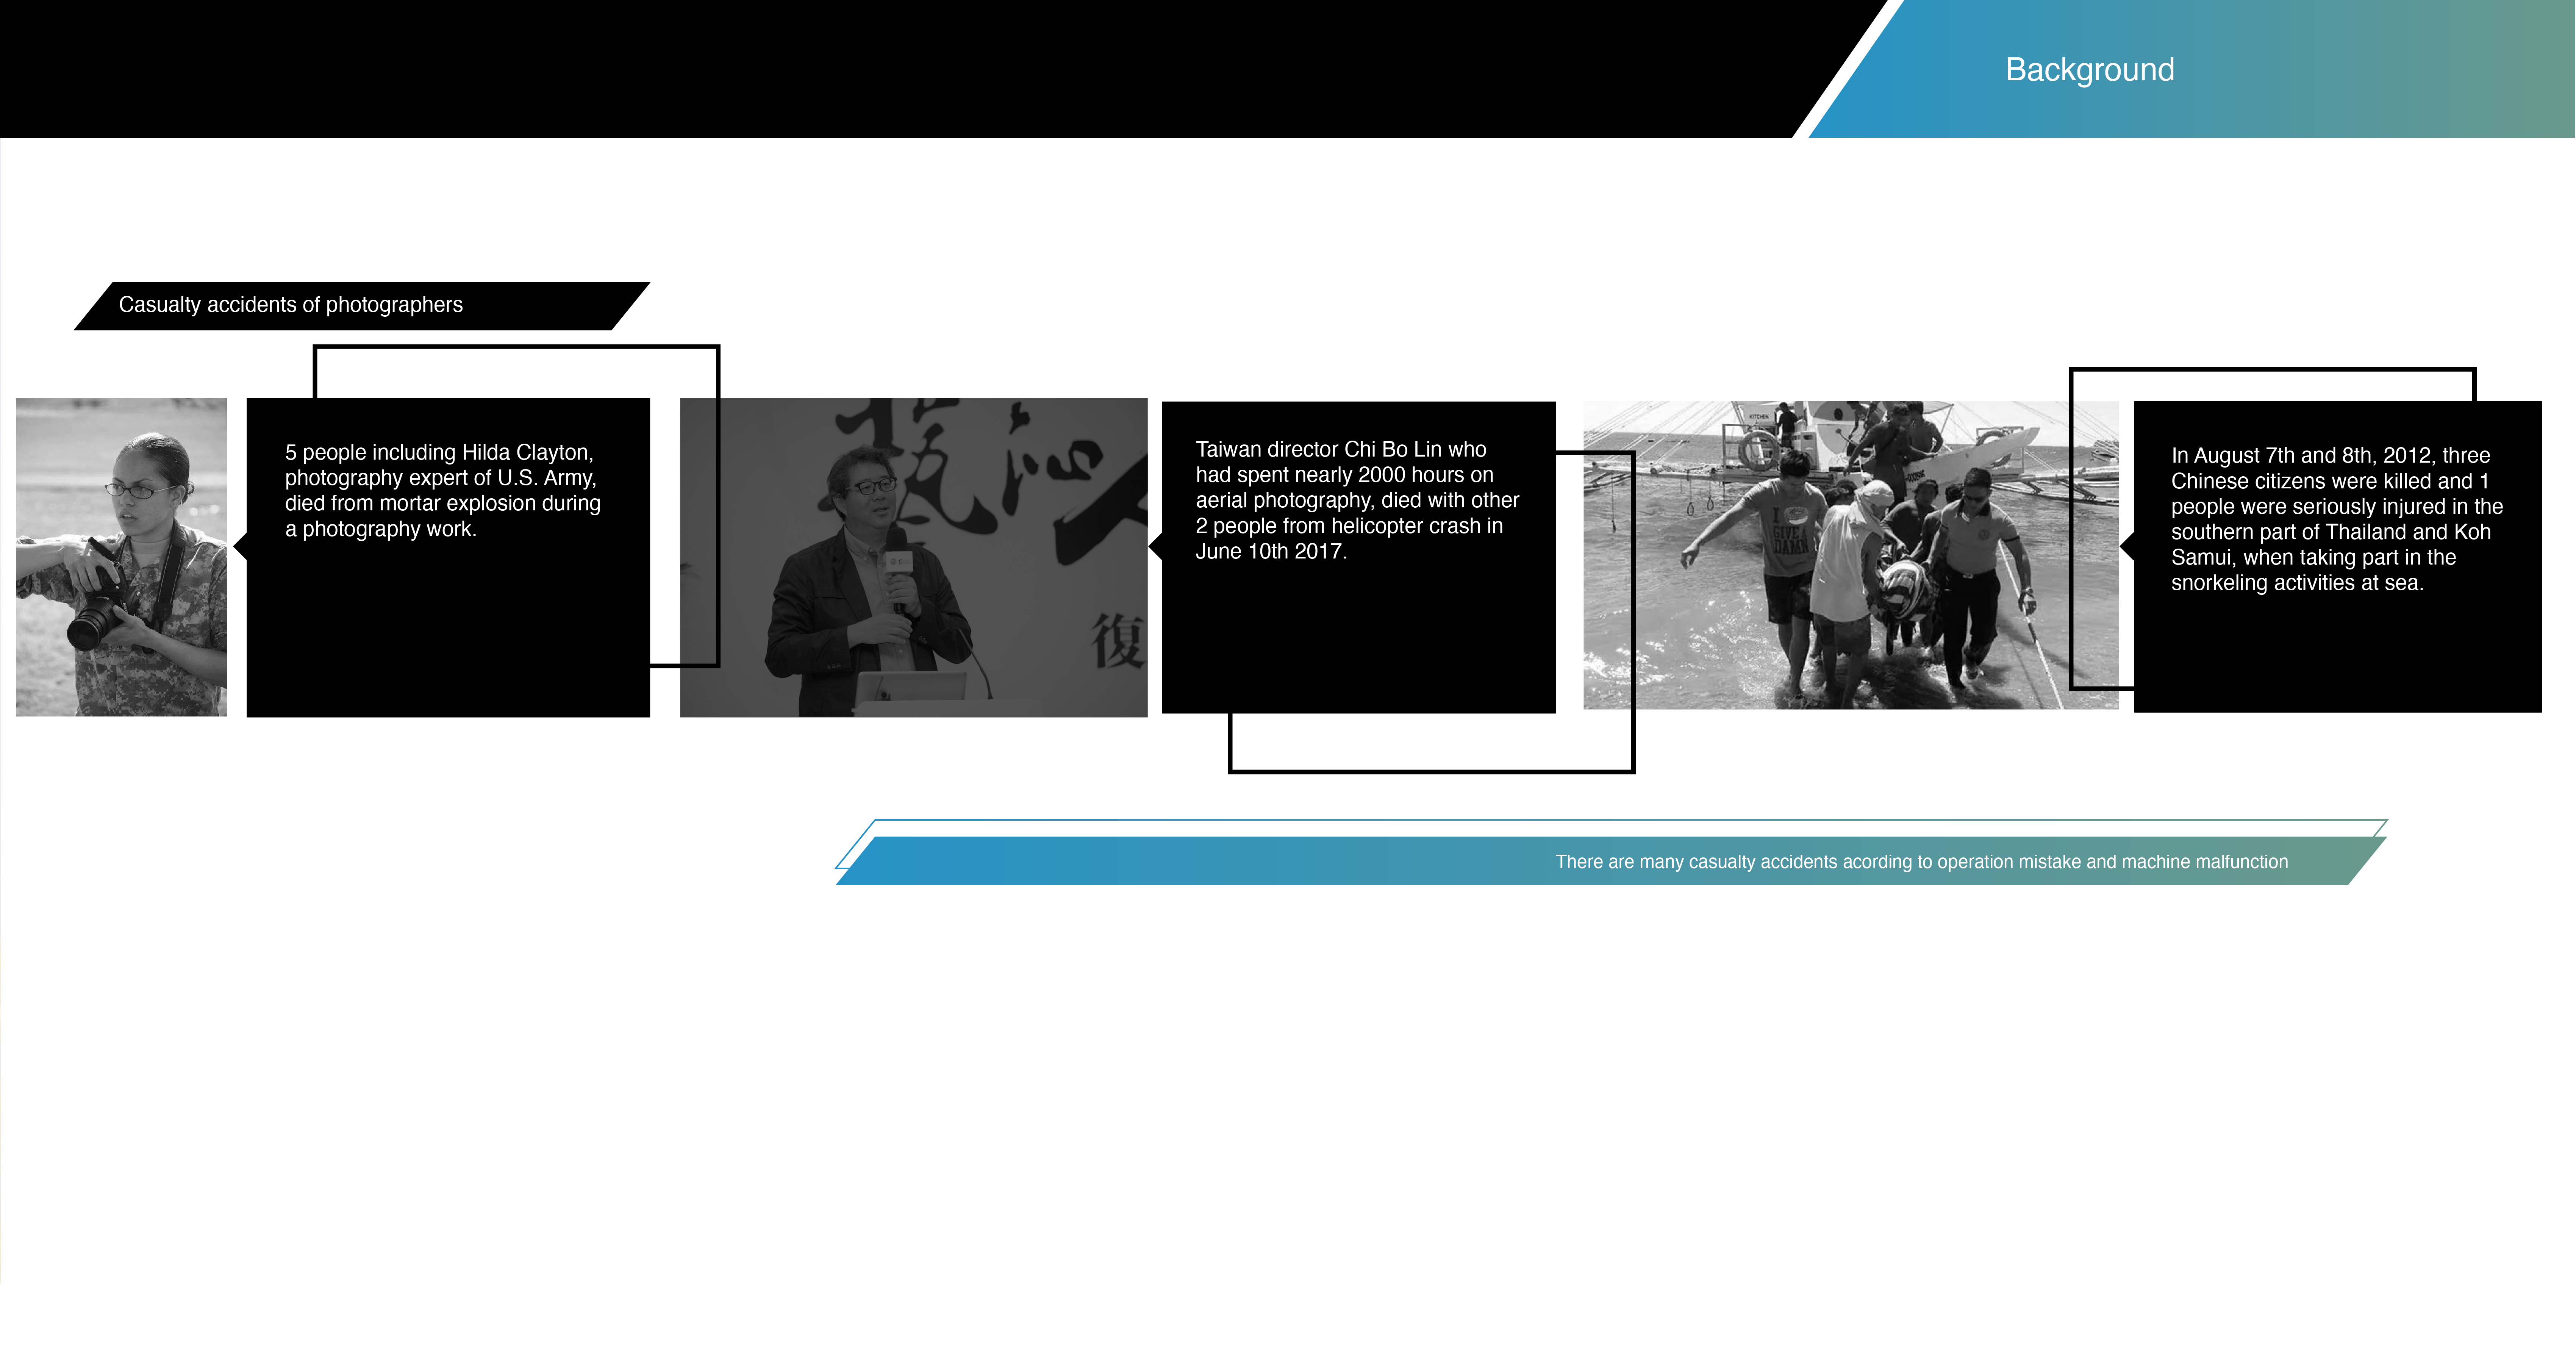 Background
Casualty accidents of photographers
5 people including Hilda Clayton,
photography expert of U.S. Army,
died from mortar explosion during
a photography work.
復
Taiwan director Chi Bo Lin who
had spent nearly 2000 hours on
aerial photography, died with other
2 people from helicopter crash in
June 10th 2017.
KITCHEN
I
GIVE A
DAMN
In August 7th and 8th, 2012, three
Chinese citizens were killed and 1
people were seriously injured in the
southern part of Thailand and Koh
Samui, when taking part in the
snorkeling activities at sea.
There are many casualty accidents acording to operation mistake and machine malfunction